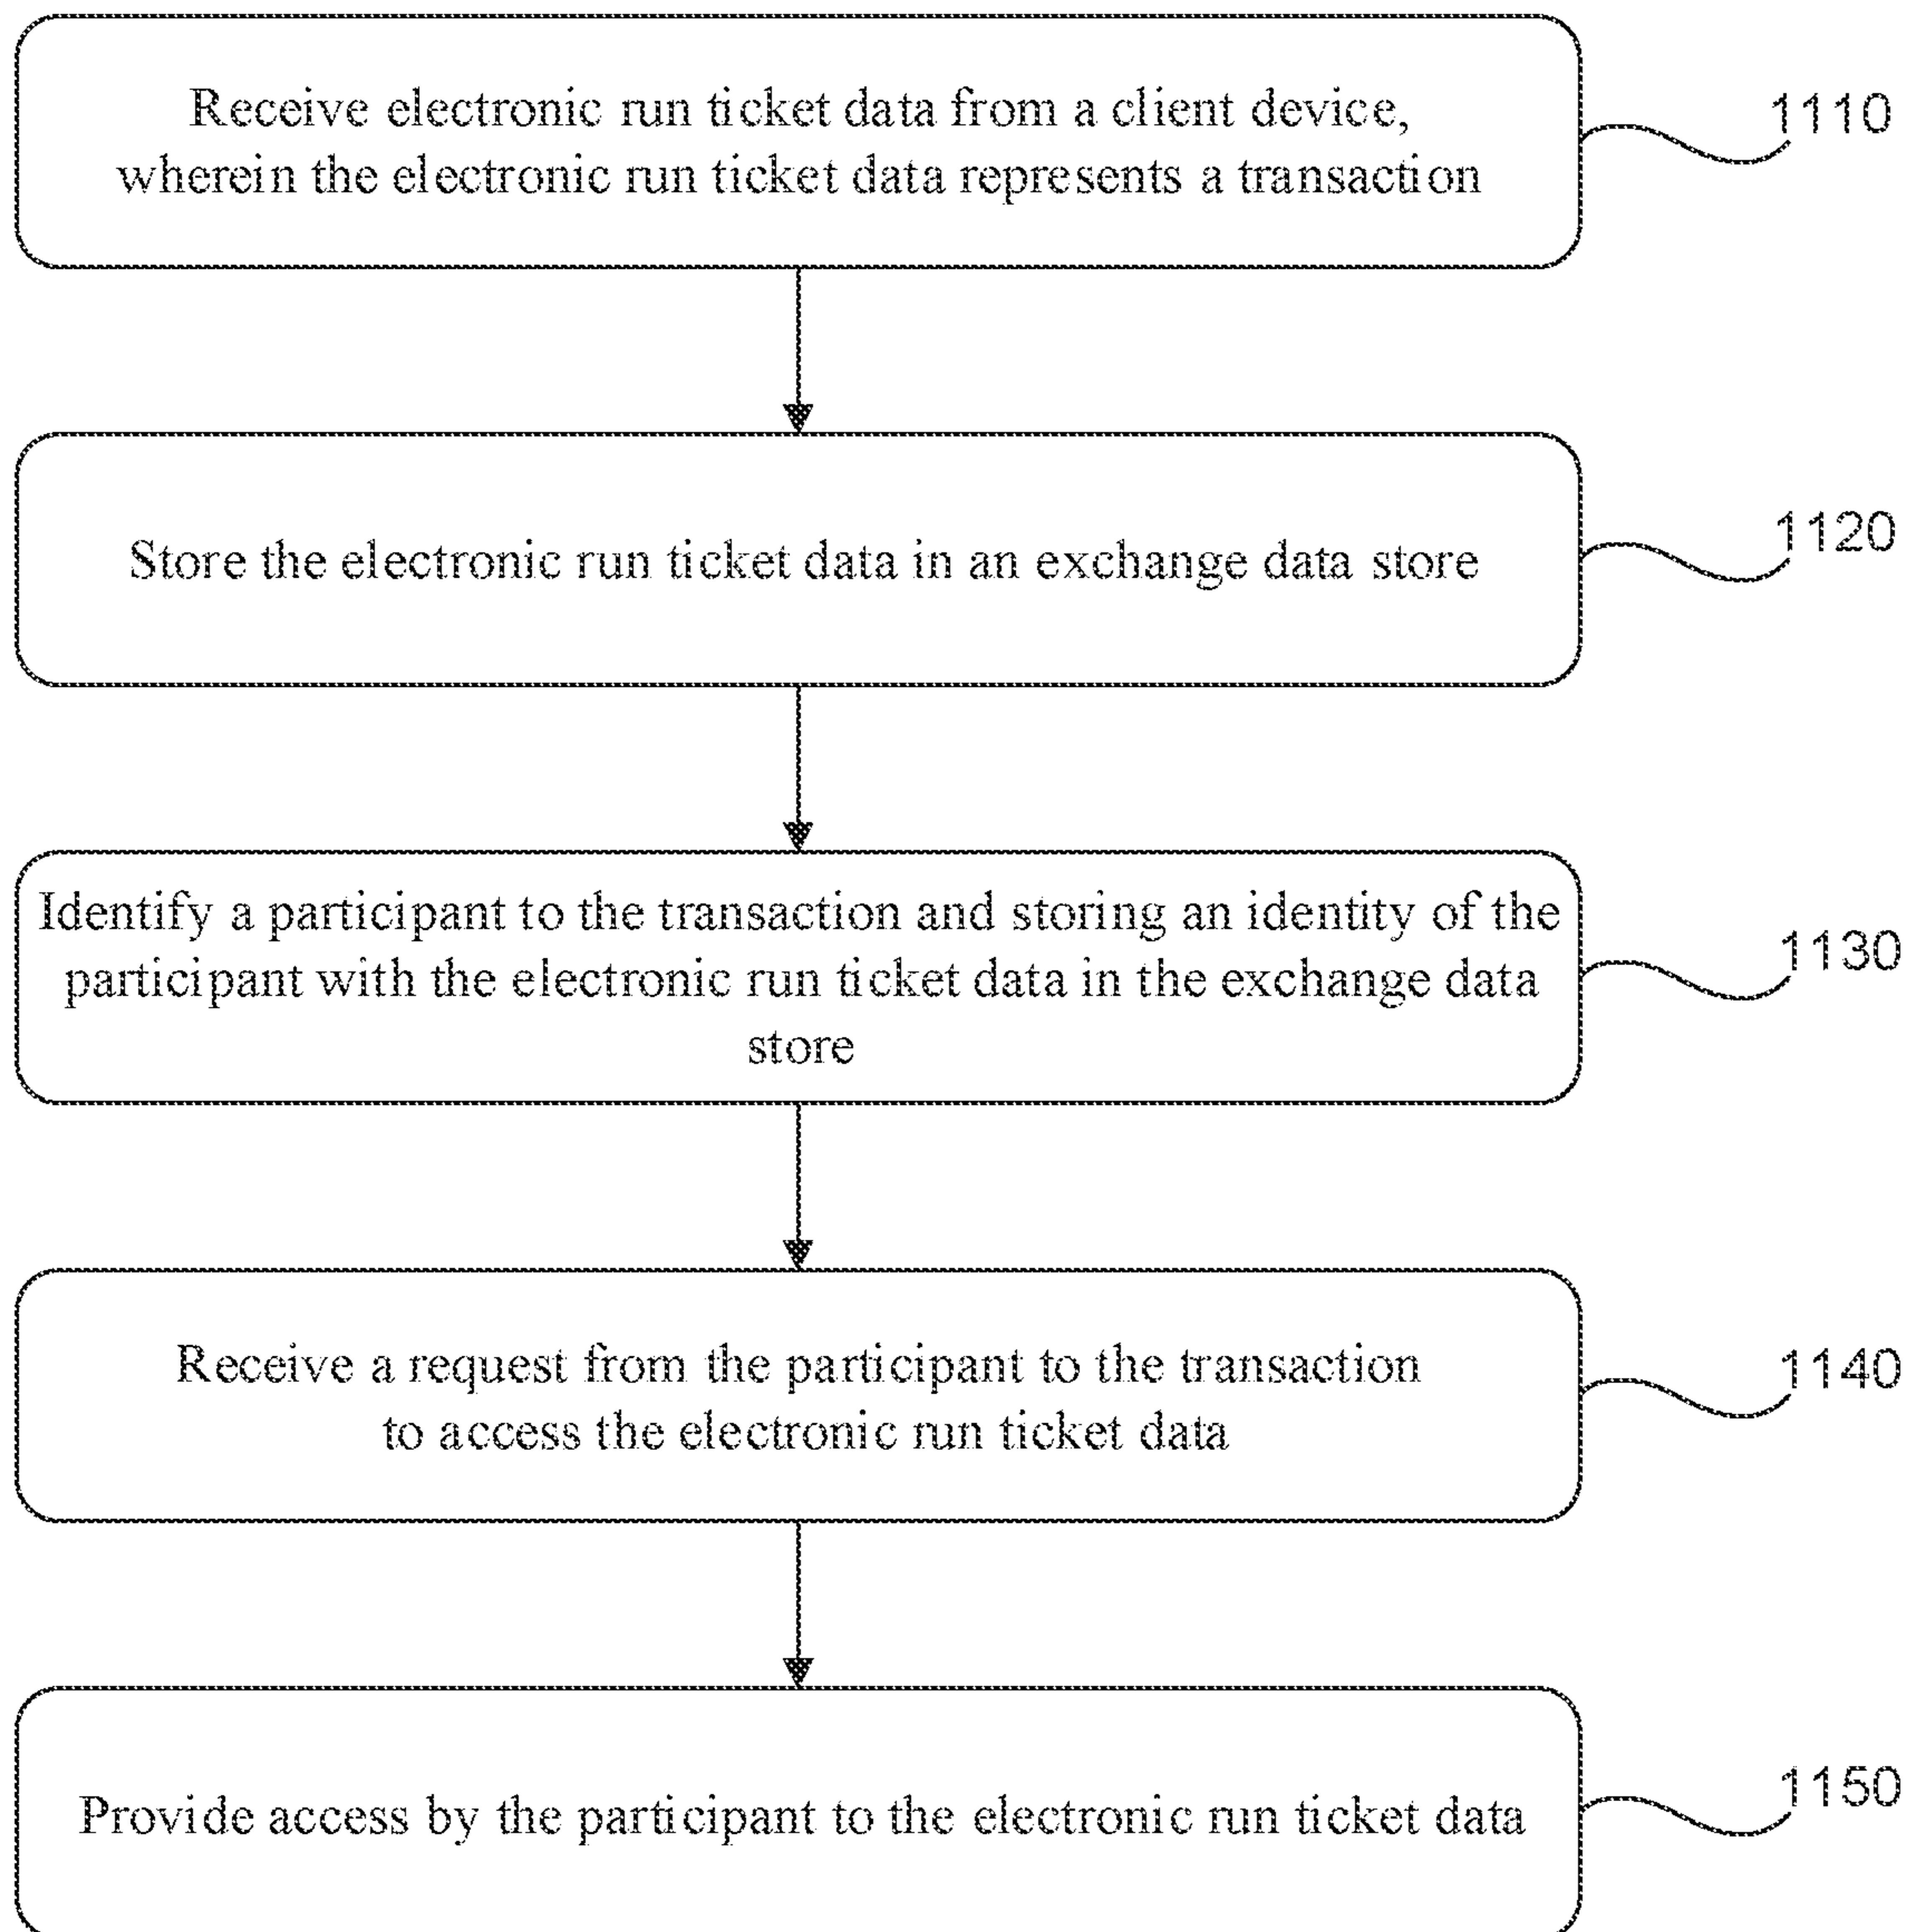 Receive electronic run ticket data from a client device,
wherein the electronic run ticket data represents a transaction
1110
Store the electronic run ticket data in an exchange data store
1120
Identify a participant to the transaction and storing an identity of the
participant with the electronic run ticket data in the exchange data
store
1130
Receive a request from the participant to the transaction
to access the electronic run ticket data
1140
Provide access by the participant to the electronic run ticket data
1150